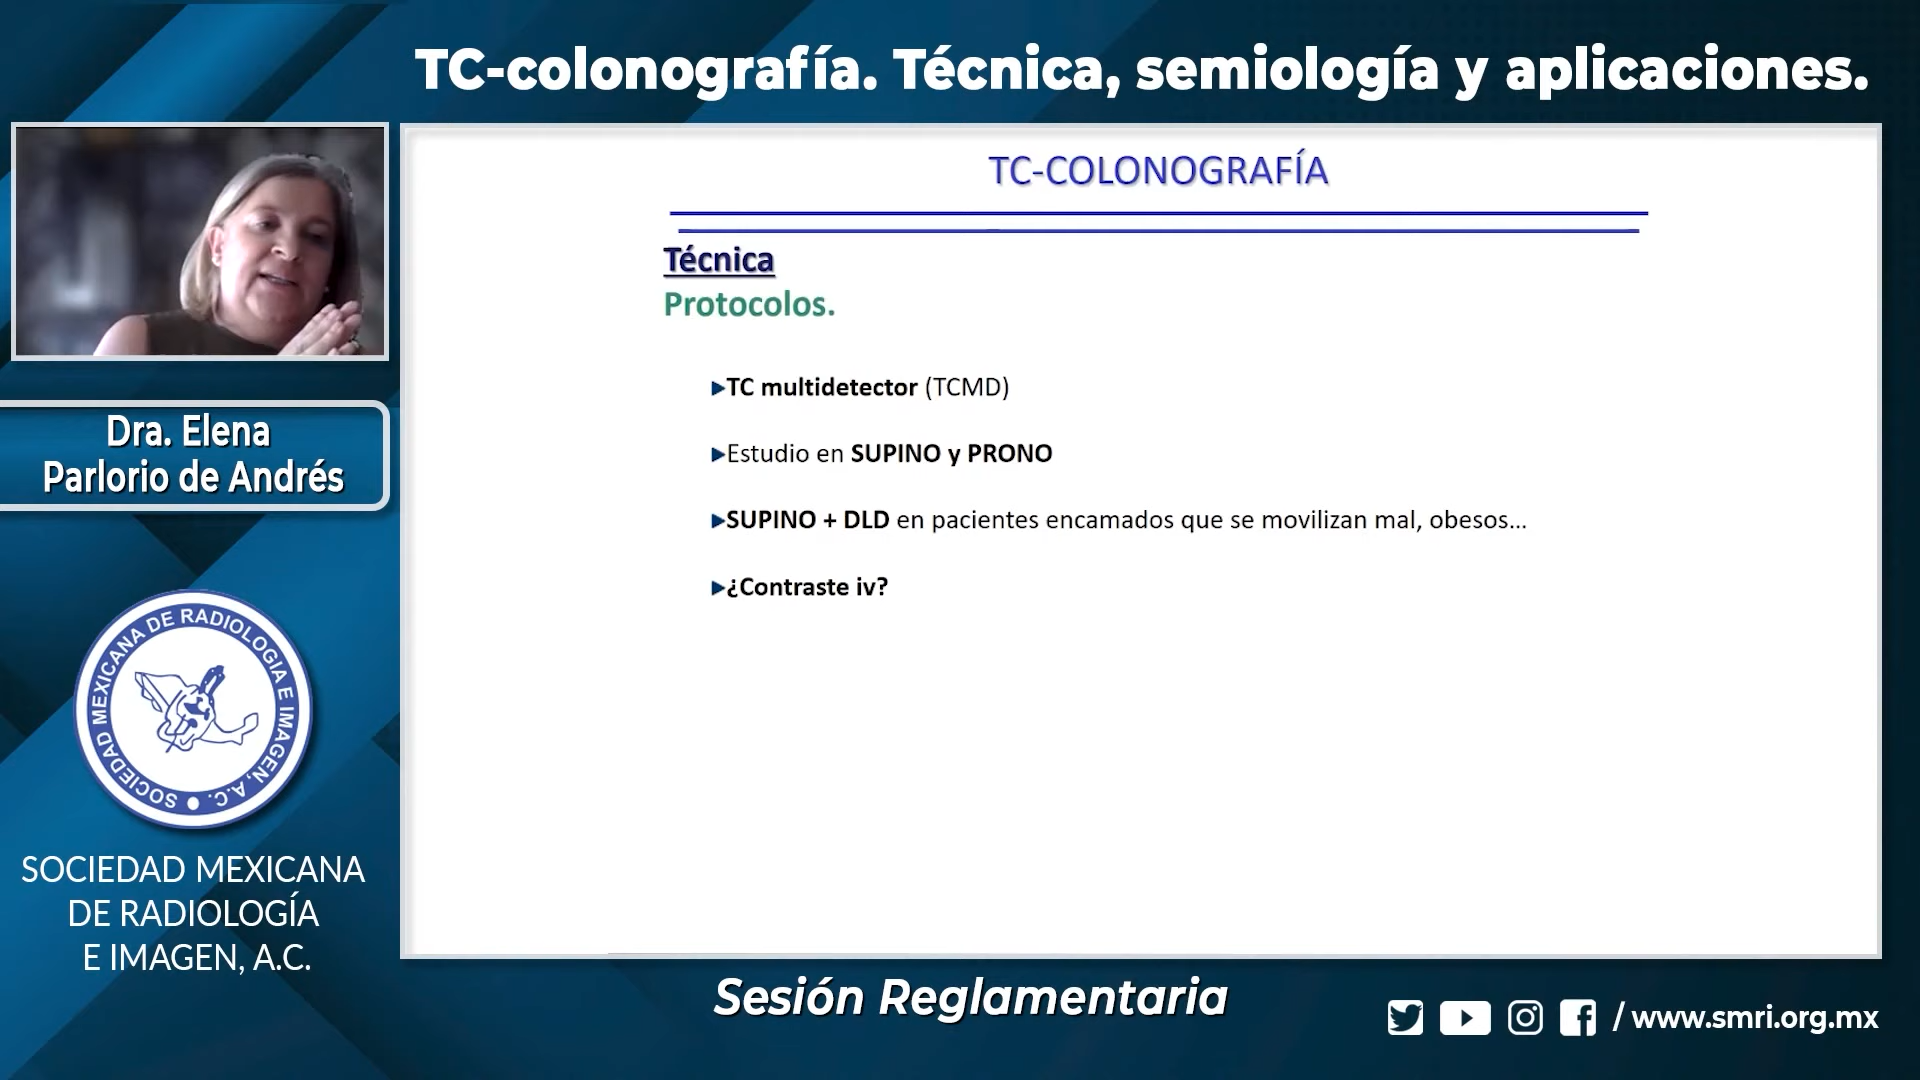 TC-colonografía. Técnica, semiología y aplicaciones.
TC-COLONOGRAFÍA
Técnica
Protocolos.
►TC multidetector (TCMD)
►Estudio en SUPINO y PRONO
►SUPINO + DLD en pacientes encamados que se movilizan mal, obesos...
►¿Contraste iv?
Dra. Elena
Parlorio de Andrés
SOCIEDAD MEXICANA DE RADIOLOGIA E IMAGEN, A.C.
SOCIEDAD MEXICANA
DE RADIOLOGÍA
E IMAGEN, A.C.
Sesión Reglamentaria
/ www.smri.org.mx